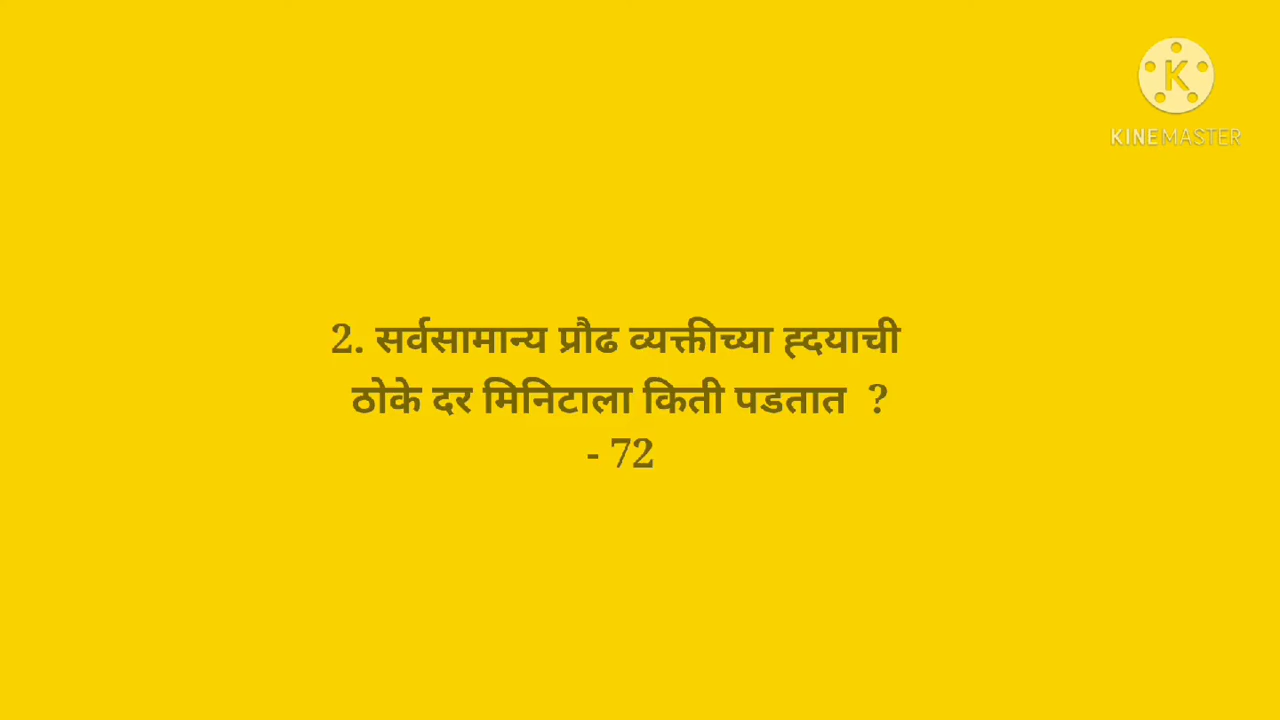 K
KINEMASTER
2. सर्वसामान्य प्रौढ व्यक्तीच्या ह्दयाची
ठोके दर मिनिटाला किती पडतात ?
- 72